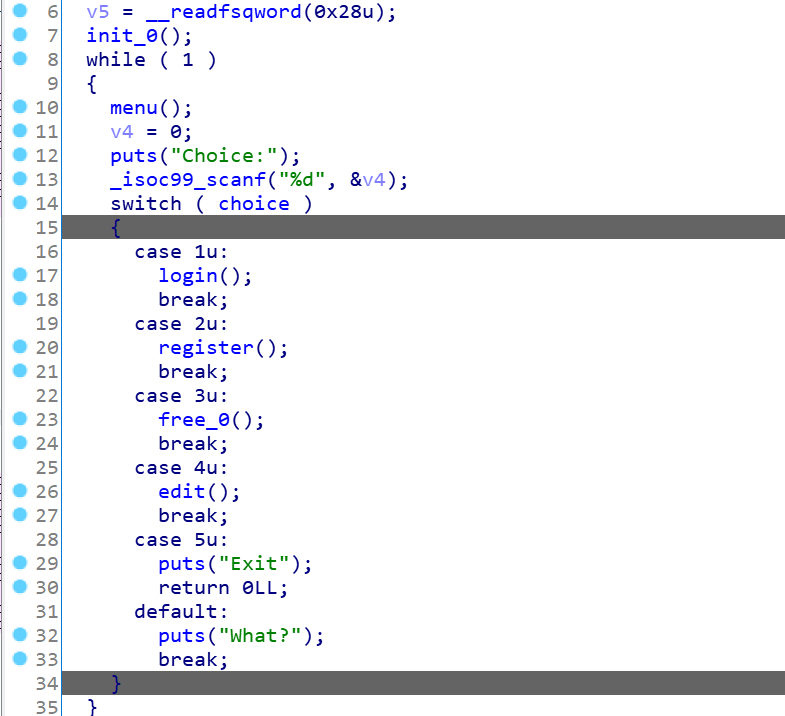 6 v5 = __readfsqword(0x28u);
7 init_0();
8 while ( 1 )
9 {
10 menu();
11 v4 = 0;
12 puts("Choice:");
13 _isoc99_scanf("%d", &v4);
14 switch ( choice )
15 {
16 case 1u:
17 login();
18 break;
19 case 2u:
20 register();
21 break;
22 case 3u:
23 free_0();
24 break;
25 case 4u:
26 edit();
27 break;
28 case 5u:
29 puts("Exit");
30 return 0LL;
31 default:
32 puts("What?");
33 break;
34 }
35 }